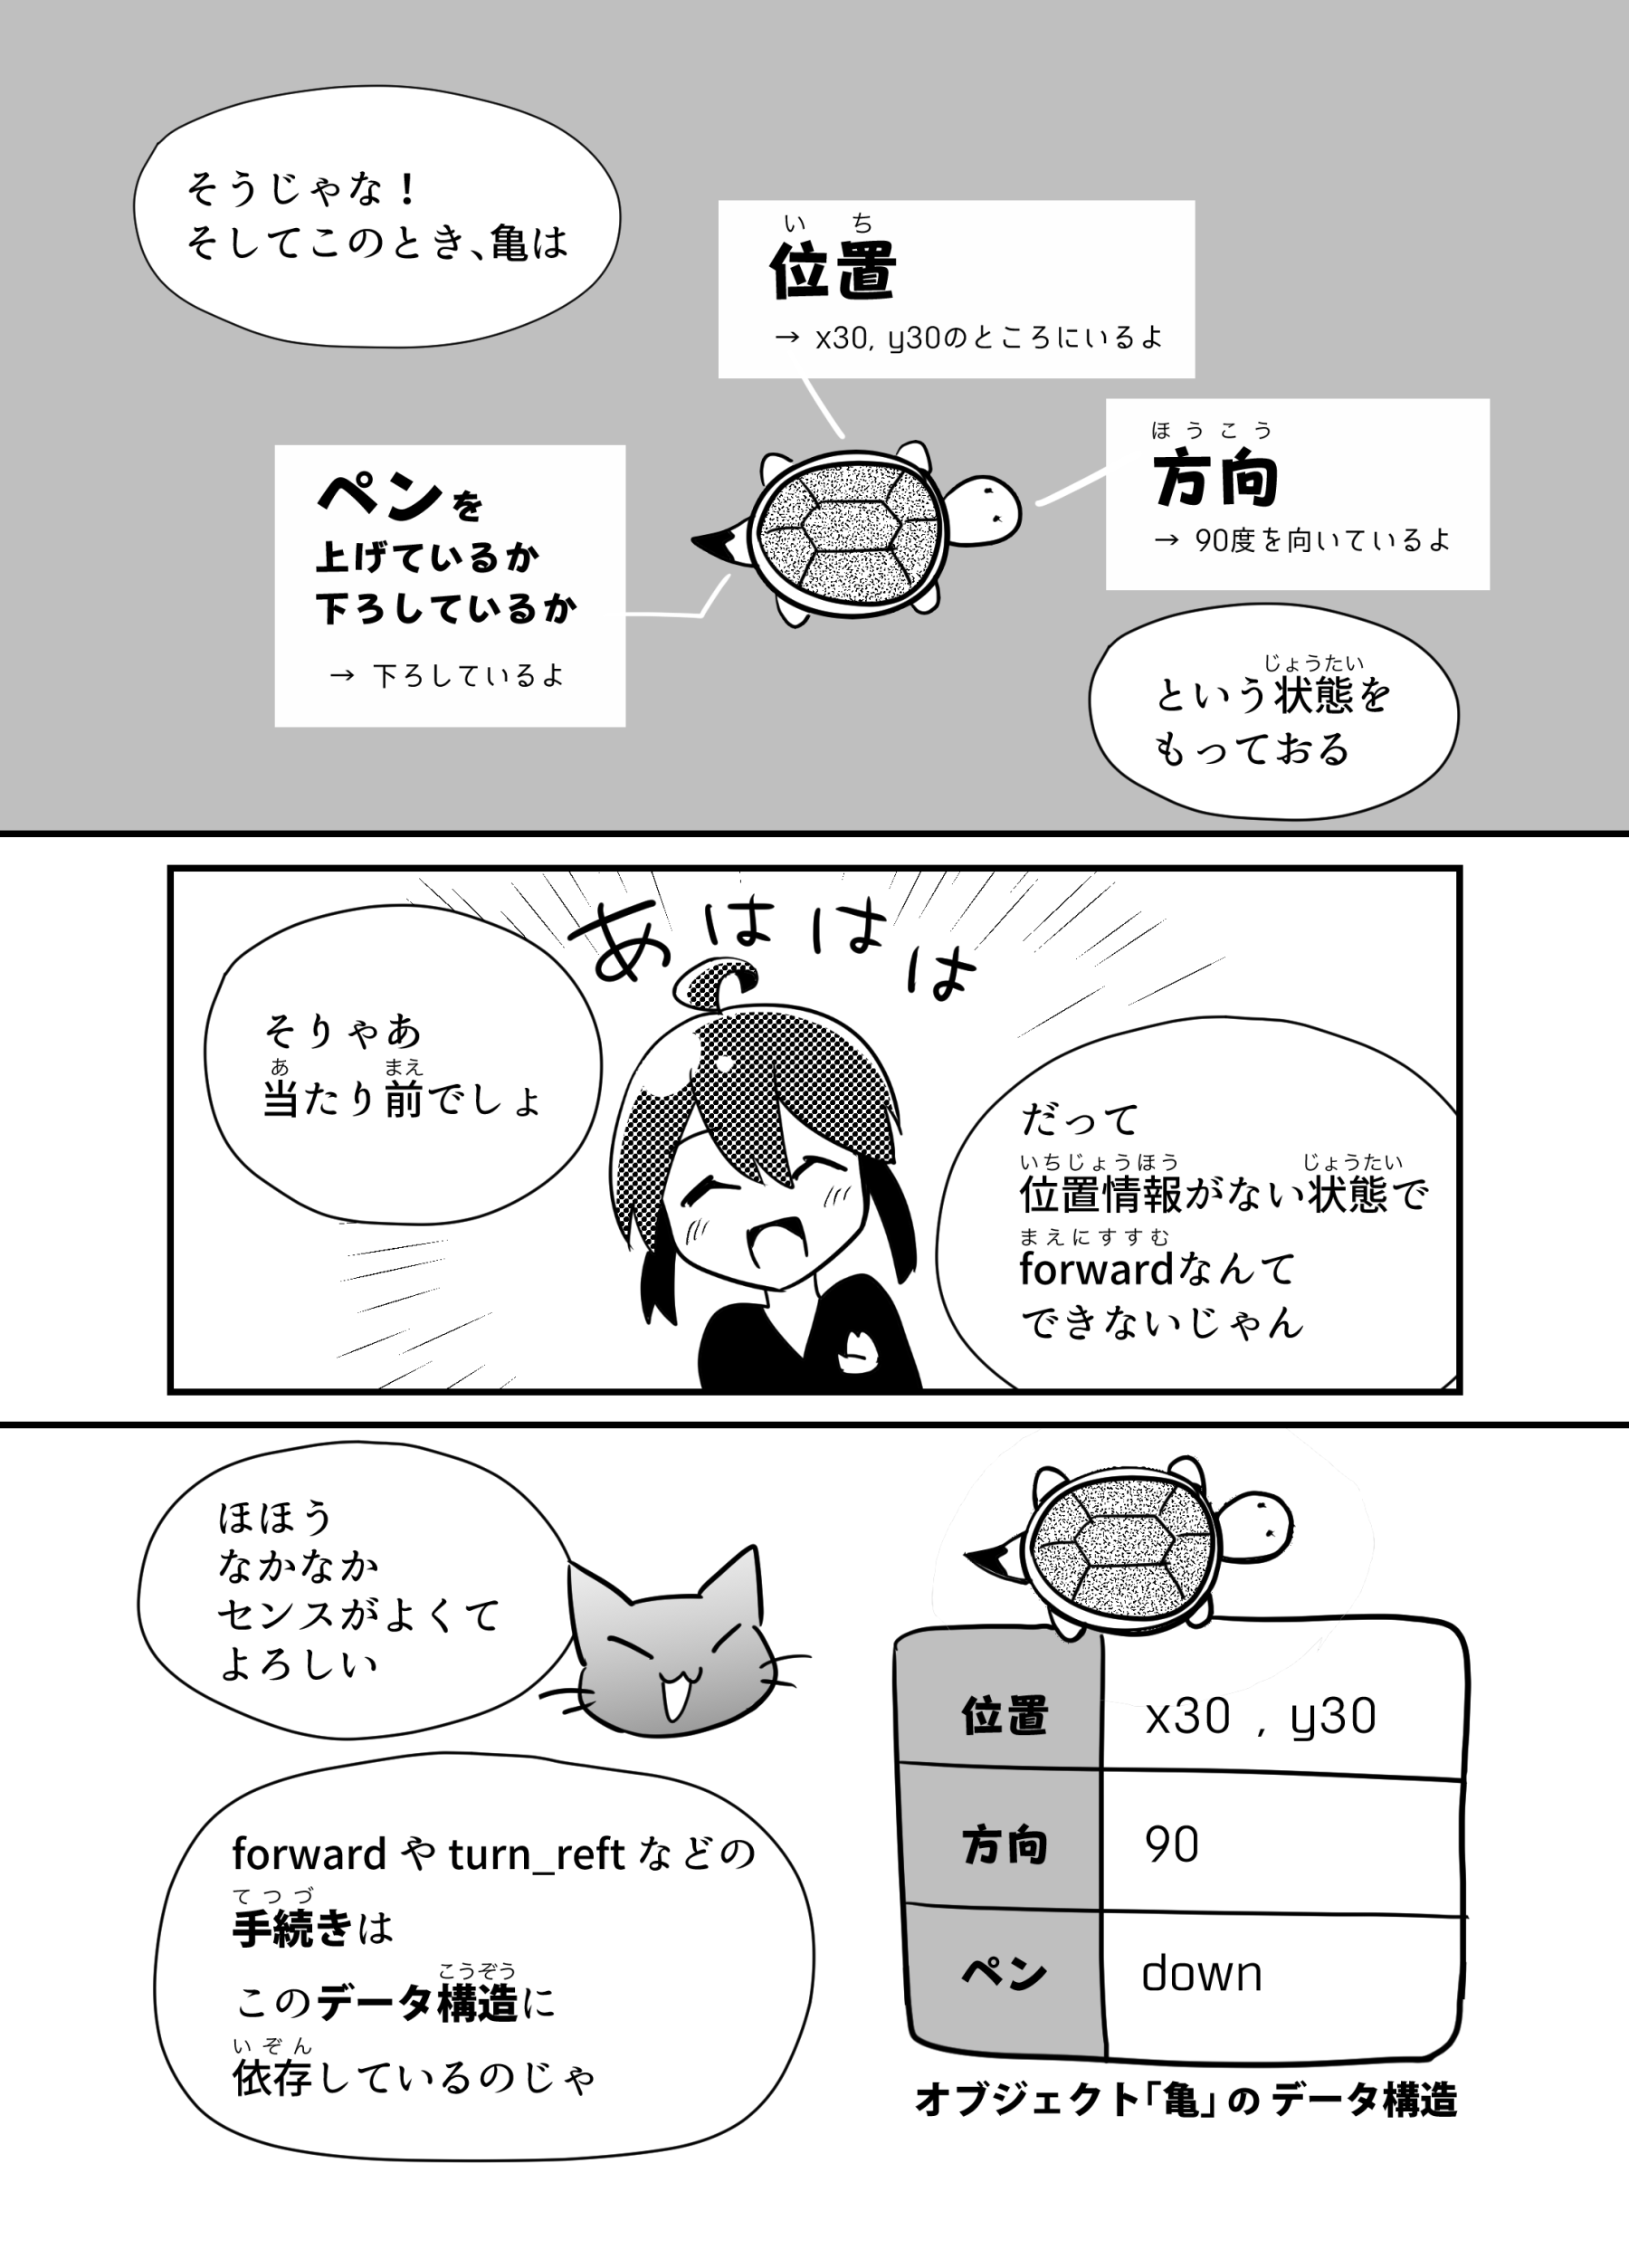 そうじゃな！
そしてこのとき､亀は
いち
位置
→ x30, y30のところにいるよ
ほうこう
方向
→ 90度を向いているよ
ペンを
上げているか
下ろしているか
→ 下ろしているよ
じょうたい
という状態を
もっておる
あははは
そりゃあ
あ まえ
当たり前でしょ
だって
いちじょうほう じょうたい
位置情報がない状態で
まえにすすむ
forwardなんて
できないじゃん
ほほう
なかなか
センスがよくて
よろしい
forward や turn_reft などの
てつづ
手続きは
こうぞう
このデータ構造に
いぞん
依存しているのじゃ
位置 x30 , y30
方向 90
ペン down
オブジェクト｢亀｣の データ構造